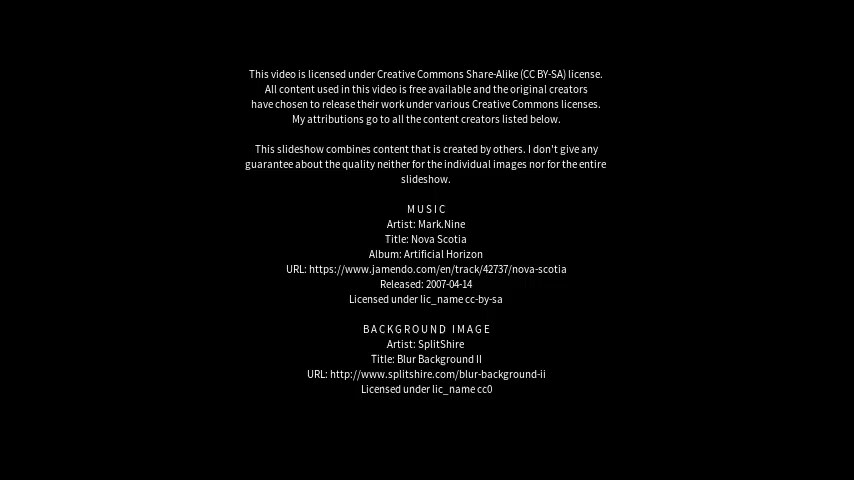 This video is licensed under Creative Commons Share-Alike (CC BY-SA) license.
All content used in this video is free available and the original creators
have chosen to release their work under various Creative Commons licenses.
My attributions go to all the content creators listed below.
This slideshow combines content that is created by others. I don't give any
guarantee about the quality neither for the individual images nor for the entire
slideshow.
MUSIC
Artist: Mark.Nine
Title: Nova Scotia
Album: Artificial Horizon
URL: https://www.jamendo.com/en/track/42737/nova-scotia
Released: 2007-04-14
Licensed under lic_name cc-by-sa
BACKGROUND IMAGE
Artist: SplitShire
Title: Blur Background II
URL: http://www.splitshire.com/blur-background-ii
Licensed under lic_name cc0